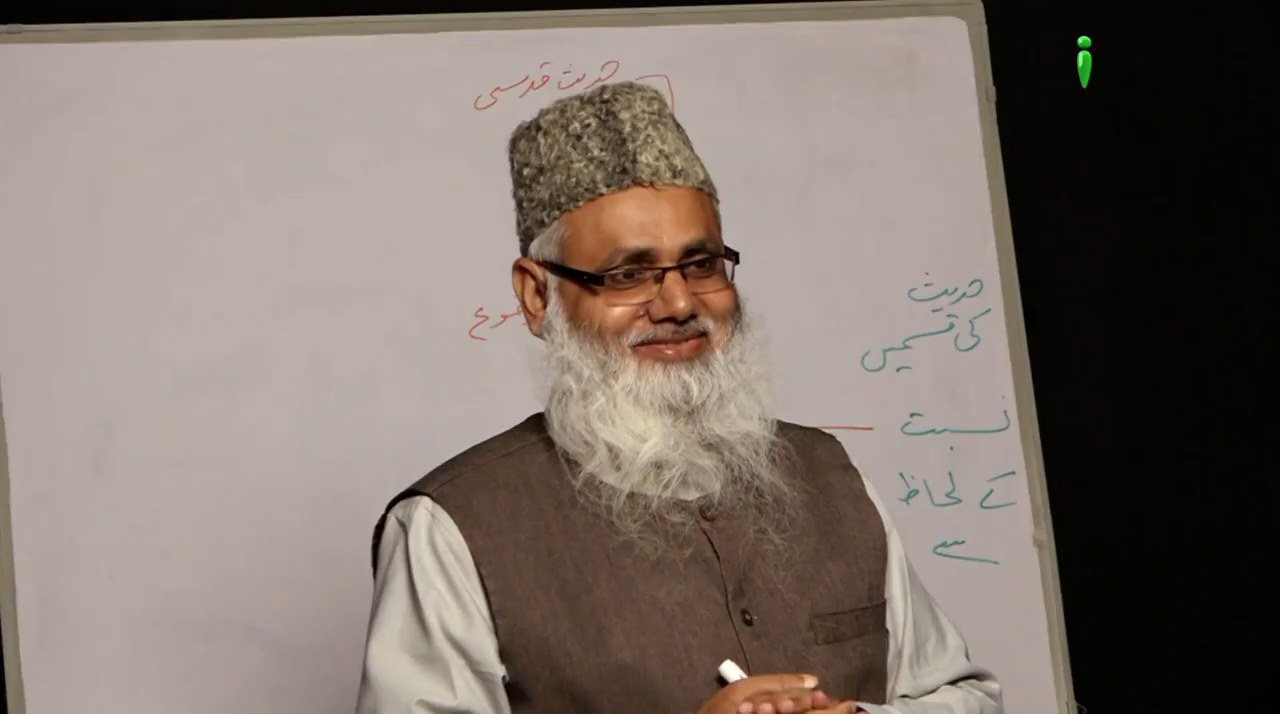 حدیث قدسی
حدیث
کی قسمیں
نسبت
کے لحاظ
سے